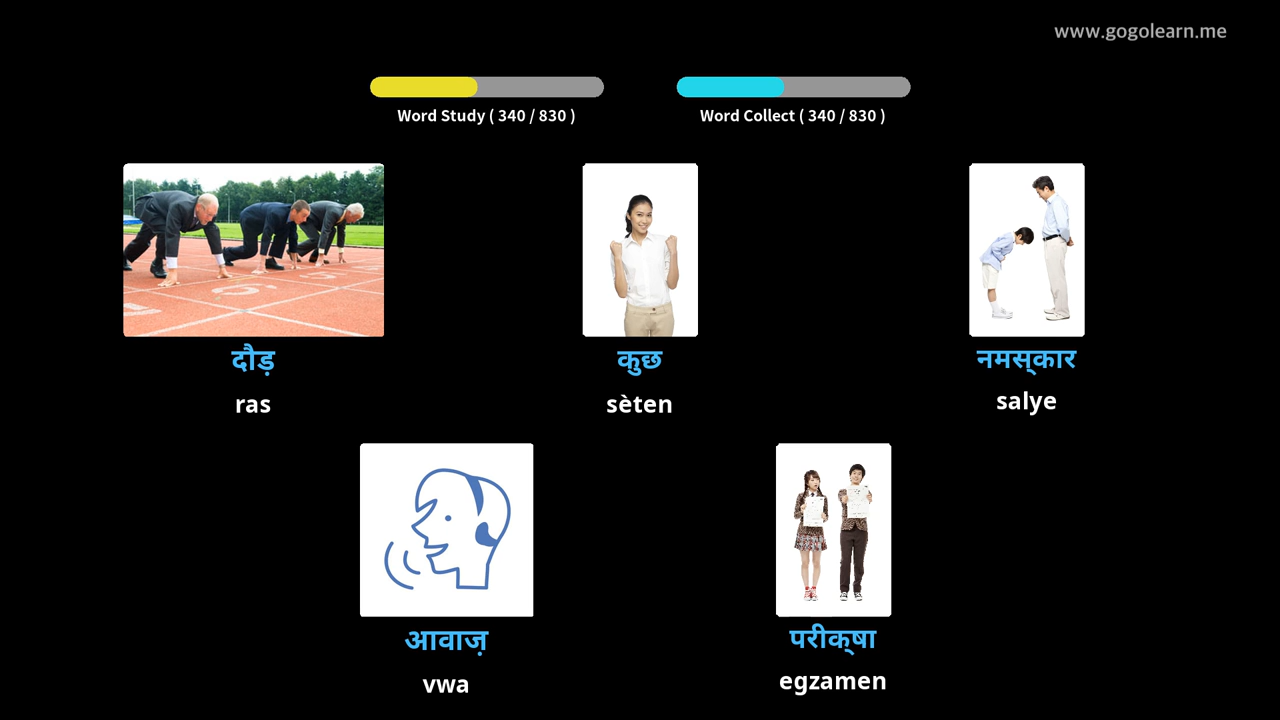 www.gogolearn.me
Word Study ( 340 / 830 )
Word Collect ( 340 / 830 )
दौड़
ras
कुछ
sèten
नमस्कार
salye
आवाज़
vwa
परीक्षा
egzamen